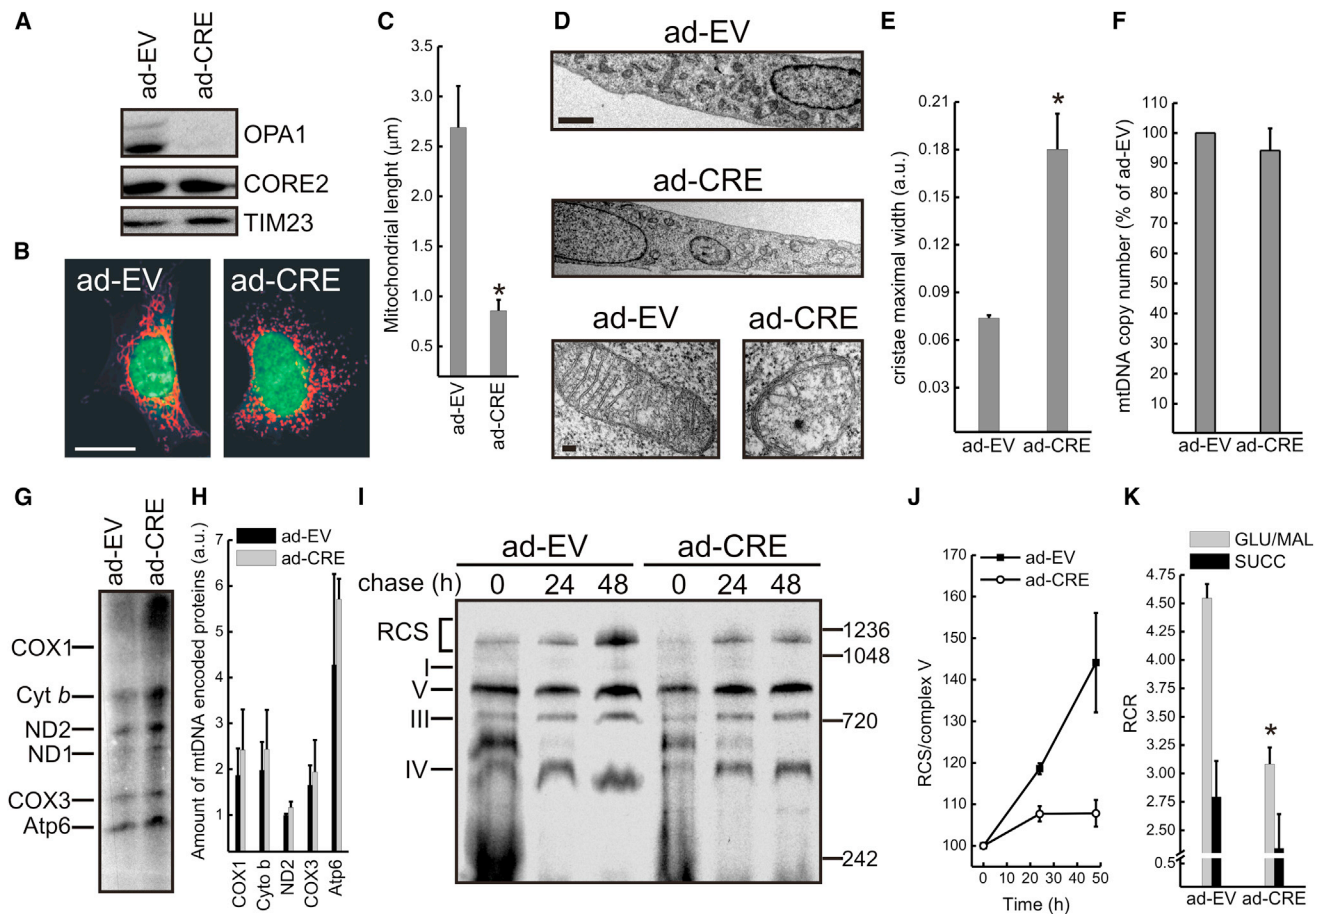 A
ad-EV
ad-CRE
OPA1
CORE2
TIM23
B
ad-EV
ad-CRE
C
Mitochondrial lenght (μm)
3.5
3.0
2.5
2.0
1.5
1.0
0.5
*
ad-EV
ad-CRE
D
ad-EV
ad-CRE
ad-EV
ad-CRE
E
cristae maximal width (a.u.)
0.21
0.18
0.15
0.12
0.09
0.06
0.03
*
ad-EV ad-CRE
F
mtDNA copy number (% of ad-EV)
110
100
90
80
70
60
50
40
30
20
10
ad-EV ad-CRE
G
ad-EV
ad-CRE
COX1
Cyt b
ND2
ND1
COX3
Atp6
H
Amount of mtDNA encoded proteins (a.u.)
ad-EV
ad-CRE
7
6
5
4
3
2
1
COX1
Cyto b
ND2
COX3
Atp6
I
ad-EV ad-CRE
chase (h) 0 24 48 0 24 48
RCS
I
V
III
IV
1236
1048
720
242
J
RCS/complex V
ad-EV
ad-CRE
170
160
150
140
130
120
110
100
0 10 20 30 40 50
Time (h)
K
GLU/MAL
SUCC
RCR
4.75
4.50
4.25
4.00
3.75
3.50
3.25
3.00
2.75
2.50
0.5
*
ad-EV ad-CRE